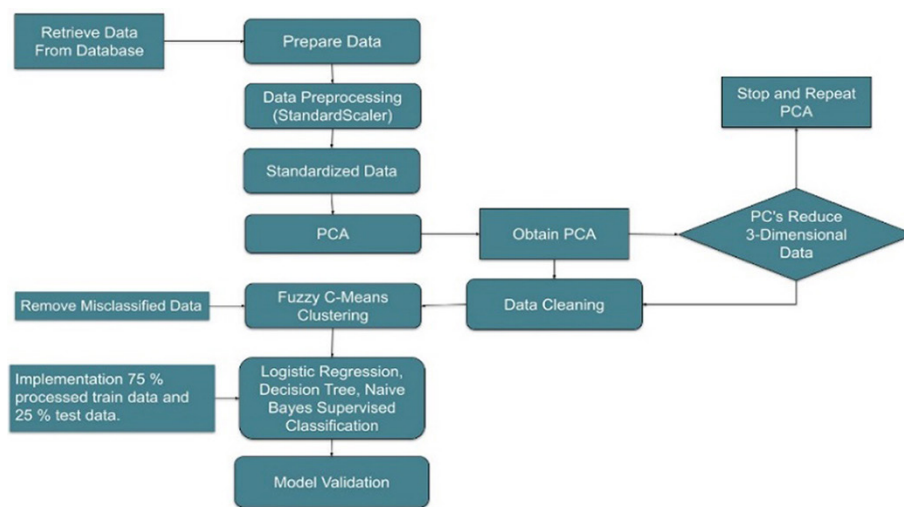 Retrieve Data
From Database
Prepare Data
Data Preprocessing
(StandardScaler)
Standardized Data
PCA
Obtain PCA
PC's Reduce
3-Dimensional
Data
Stop and Repeat
PCA
Data Cleaning
Fuzzy C-Means
Clustering
Remove Misclassified Data
Implementation 75 %
processed train data and
25 % test data.
Logistic Regression,
Decision Tree, Naive
Bayes Supervised
Classification
Model Validation